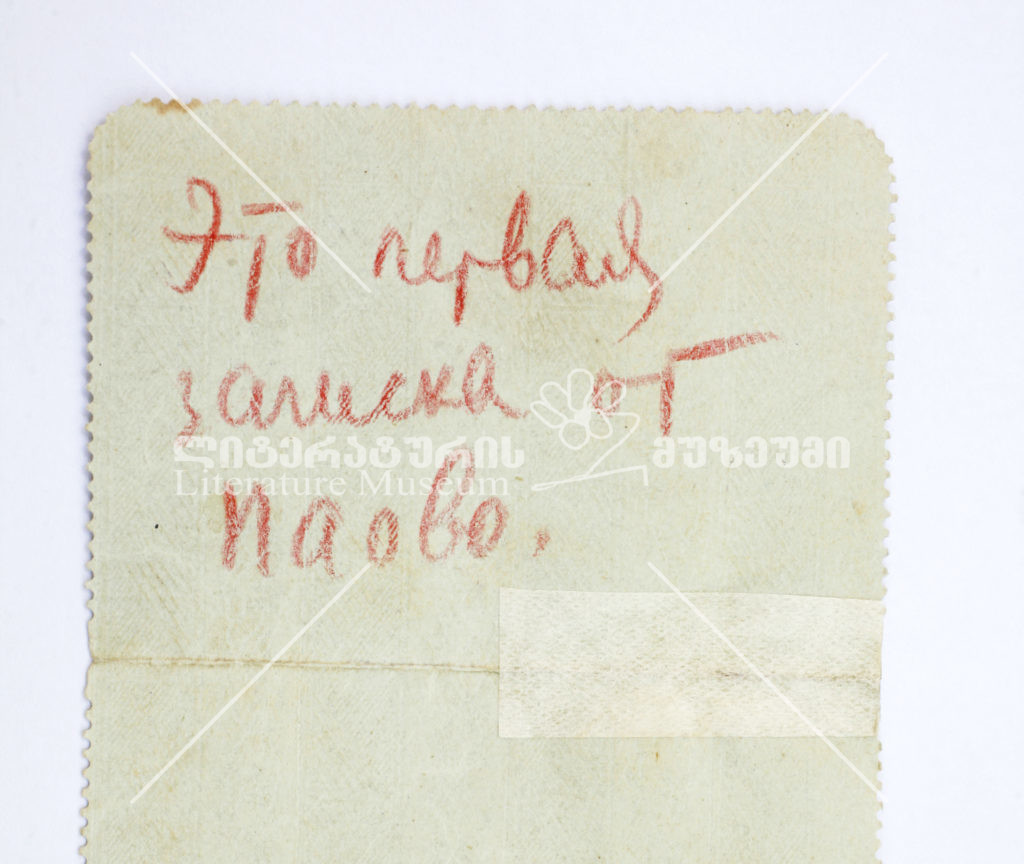 Это первая
записка от
ლიტერატურის მუზეუმი
Literature Museum
Паово.